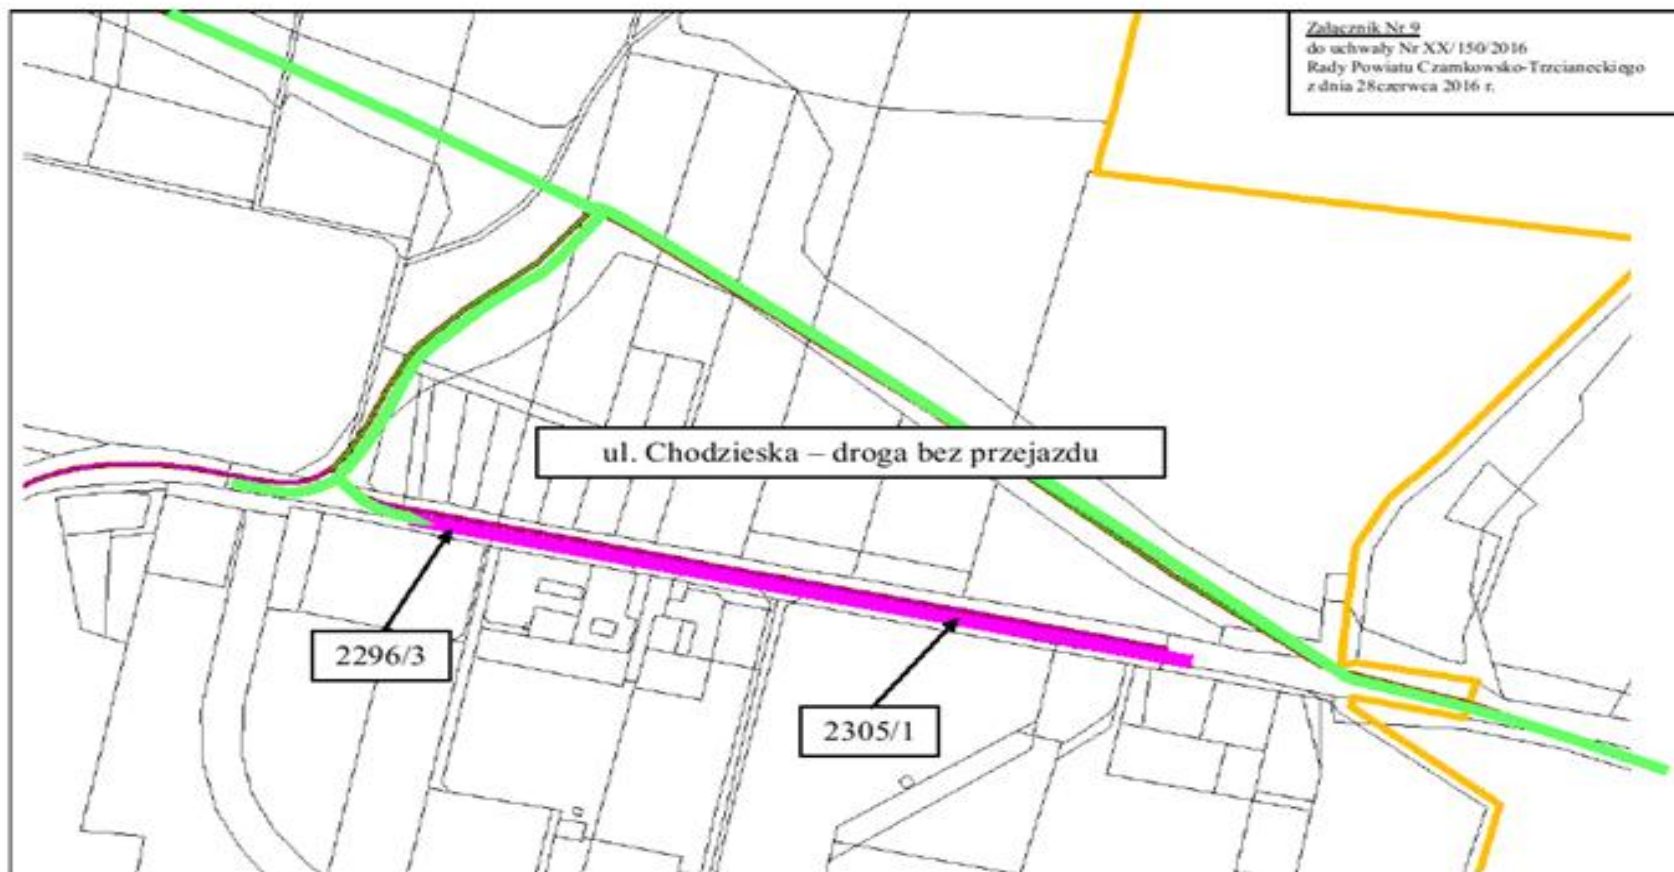 Załącznik Nr 9
do uchwały Nr XX/150/2016
Rady Powiatu Czarnkowsko-Trzcianeckiego
z dnia 28czerwca 2016 r.
ul. Chodzieska – droga bez przejazdu
2296/3
2305/1